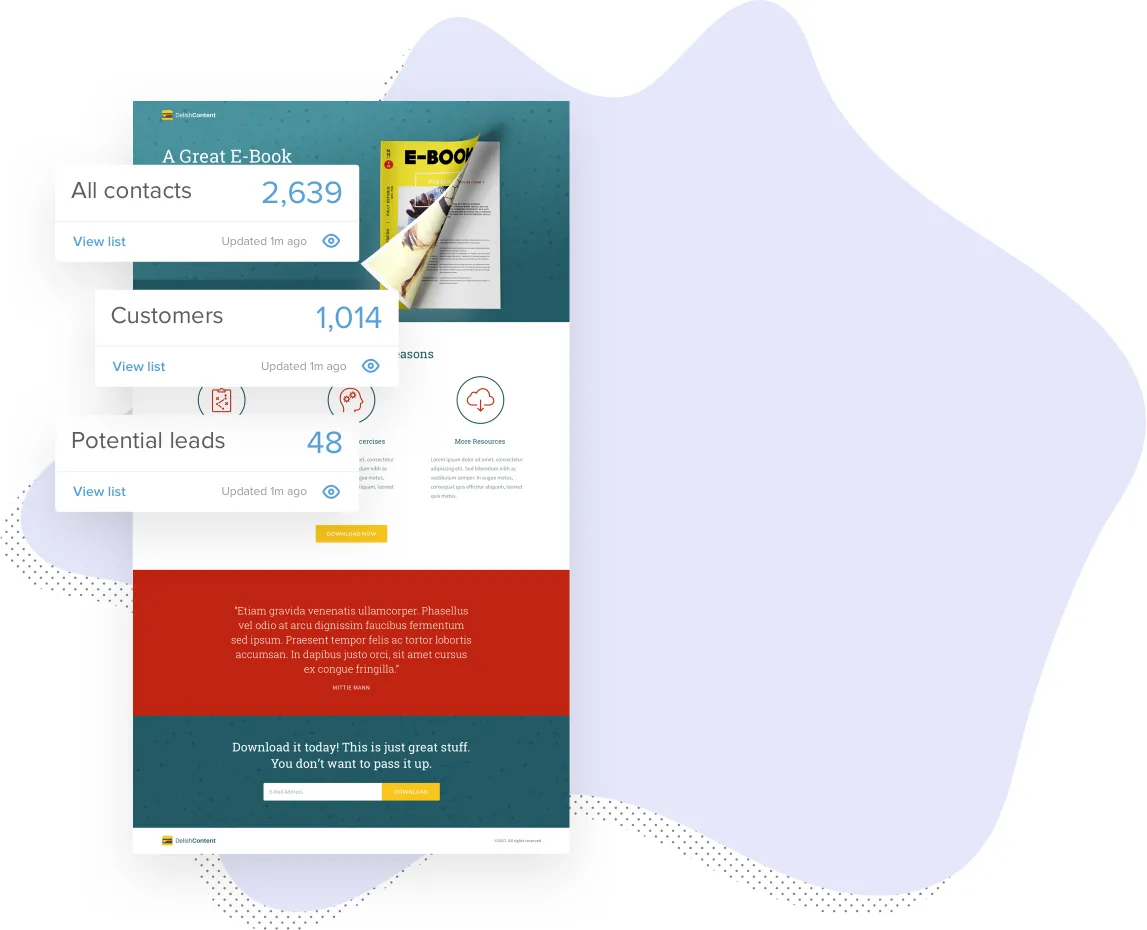 DelishContent
A Great E-Book
E-BOOK
All contacts
2,639
View list
Updated 1m ago
Customers
1,014
View list
Updated 1m ago
easons
Potential leads
48
View list
Updated 1m ago
More Resources
Lorem ipsum dolor sit amet, consectetur
adipiscing elit. Sed bibendum nibh as
vestibulum semper. In augue metus,
consequat quis efficitur aliquam, laoreet
quis metus.
DOWNLOAD NOW
“Etiam gravida venenatis ullamcorper. Phasellus
vel odio at arcu dignissim faucibus fermentum
sed ipsum. Praesent tempor felis ac tortor lobortis
accumsan. In dapibus justo orci, sit amet cursus
ex congue fringilla.”
MITTIE MANN
Download it today! This is just great stuff.
You don’t want to pass it up.
E-Mail Address
DOWNLOAD
DelishContent
©2017. All rights reserved